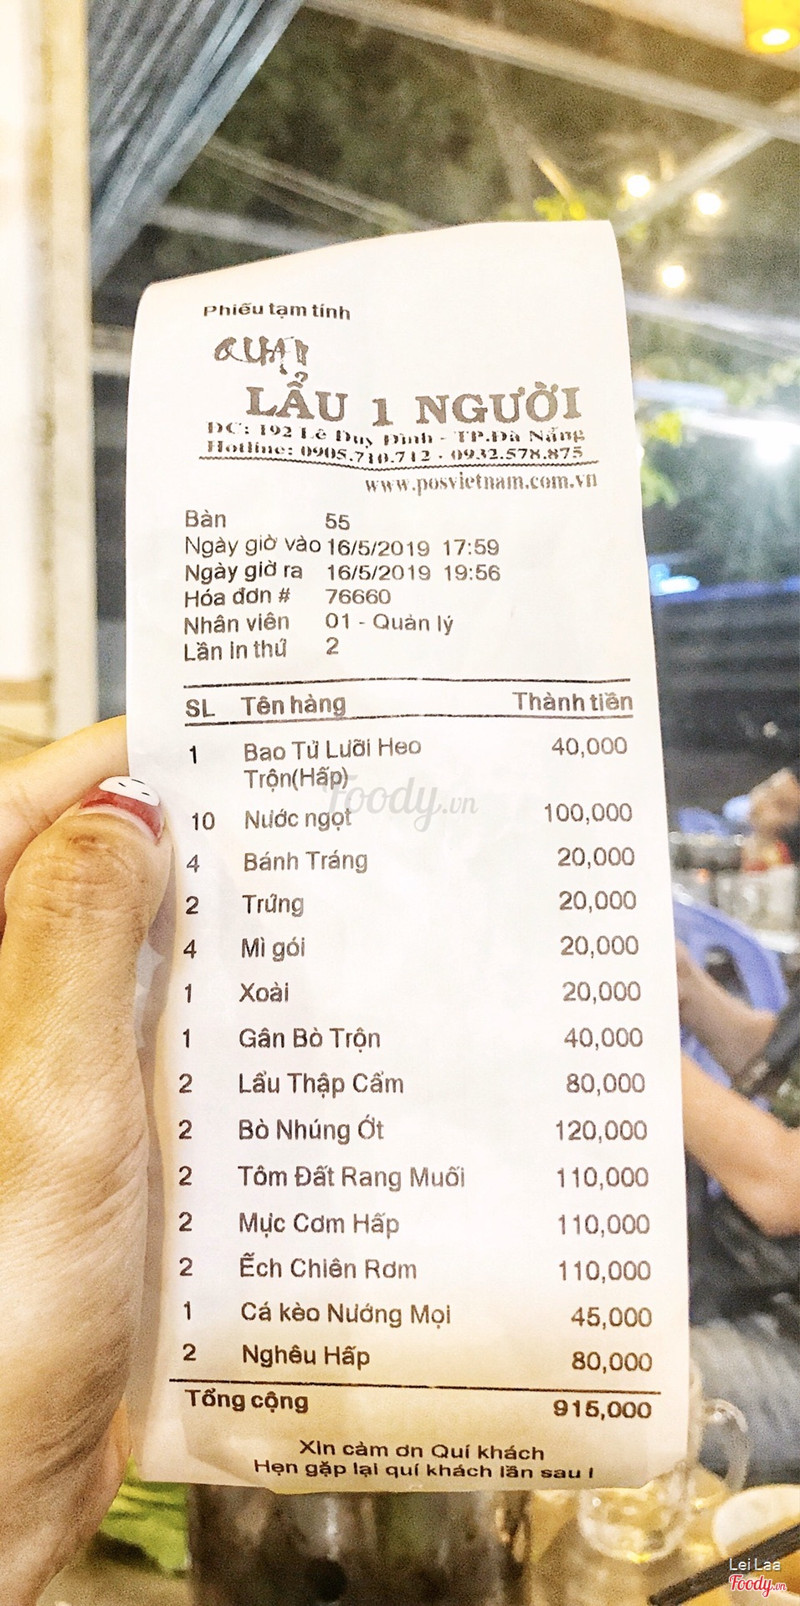 Phiếu tạm tính
QUÁN
LẨU 1 NGƯỜI
ĐC: 192 Lê Duy Đình - TP.Đà Nẵng
Hotline: 0905.710.712 - 0932.578.875
www.posvietnam.com.vn
Bàn 55
Ngày giờ vào 16/5/2019 17:59
Ngày giờ ra 16/5/2019 19:56
Hóa đơn # 76660
Nhân viên 01 - Quản lý
Lần in thứ 2
SL Tên hàng Thành tiền
1 Bao Tử Lưỡi Heo 40,000
Trộn(Hấp)
Foody.vn
10 Nước ngọt 100,000
4 Bánh Tráng 20,000
2 Trứng 20,000
4 Mì gói 20,000
1 Xoài 20,000
1 Gân Bò Trộn 40,000
2 Lẩu Thập Cẩm 80,000
2 Bò Nhúng Ớt 120,000
2 Tôm Đất Rang Muối 110,000
2 Mực Cơm Hấp 110,000
2 Ếch Chiên Rơm 110,000
1 Cá kèo Nướng Mọi 45,000
2 Nghêu Hấp 80,000
Tổng cộng 915,000
Xin cảm ơn Quí khách
Hẹn gặp lại quí khách lần sau !
Lei Laa
Foody.vn